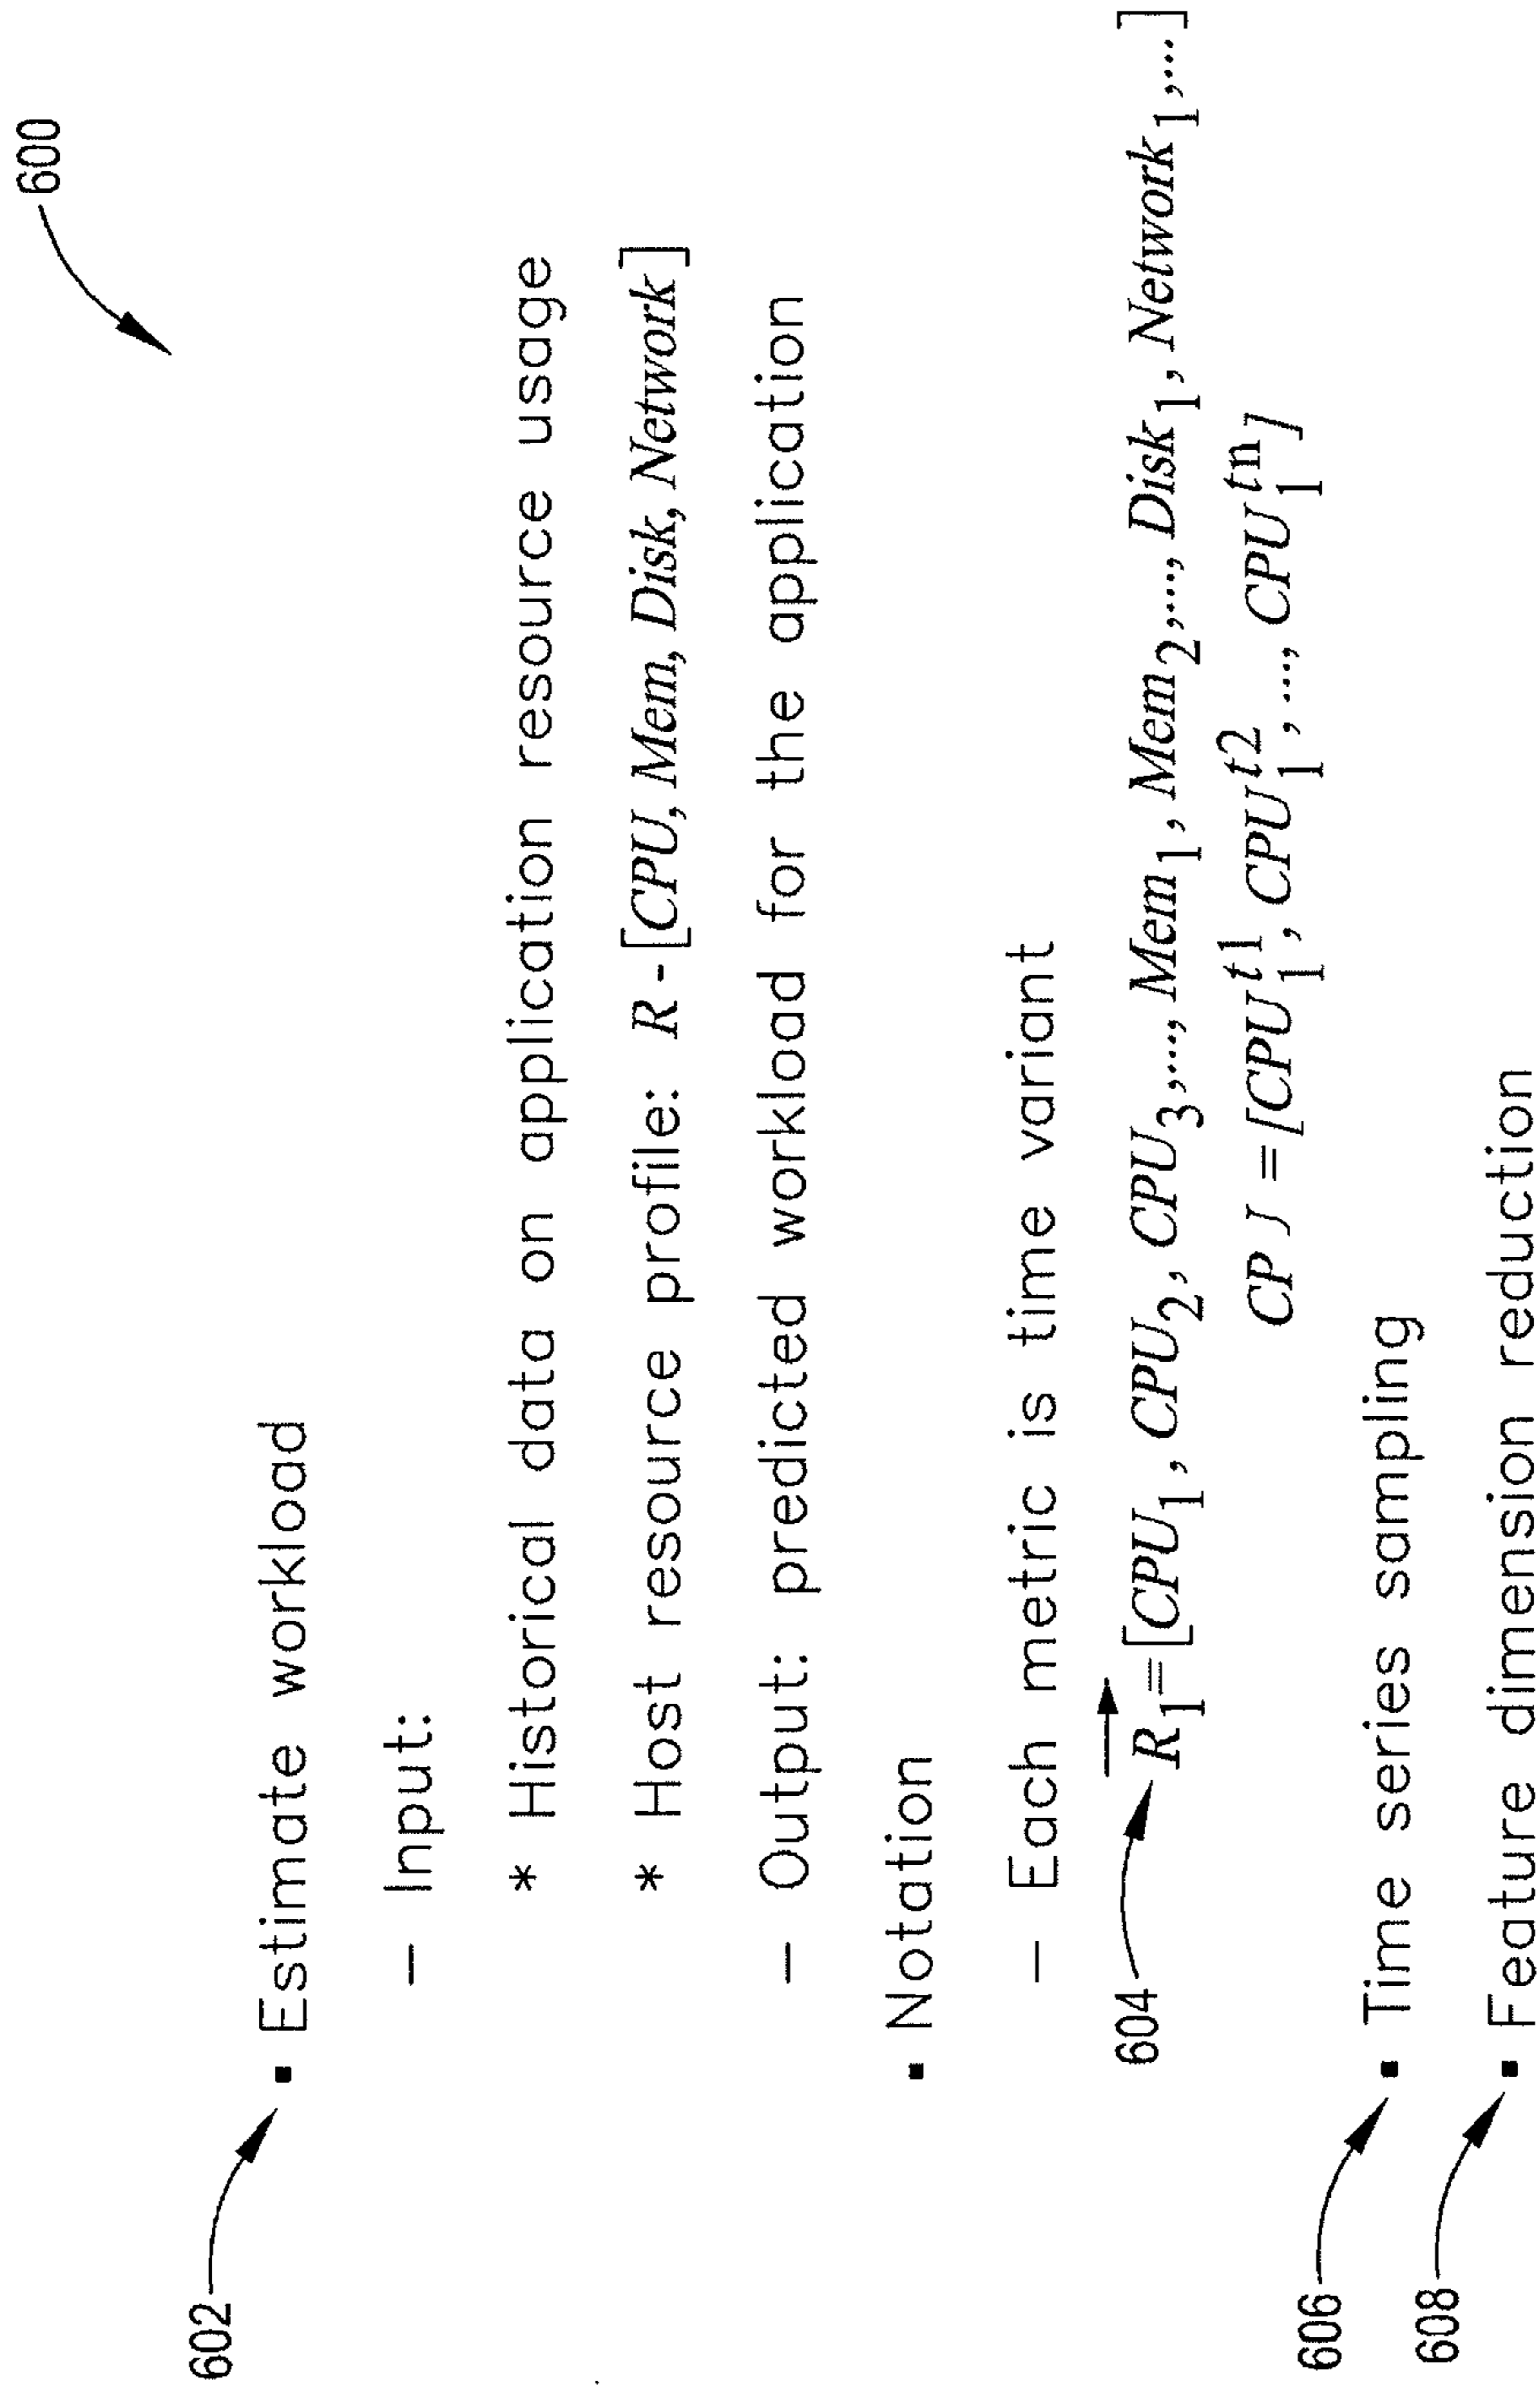 600
602
▪ Estimate workload
– Input:
* Historical data on application resource usage
* Host resource profile: R - [CPU, Mem, Disk, Network]
– Output: predicted workload for the application
▪ Notation
– Each metric is time variant
604
R⃗₁=[CPU₁, CPU₂, CPU₃,..., Mem₁, Mem₂,..., Disk₁, Network₁,...]
CP J =[CPU₁ᵗ¹, CPU₁ᵗ², ..., CPU₁ᵗⁿ]
606
▪ Time series sampling
608
▪ Feature dimension reduction